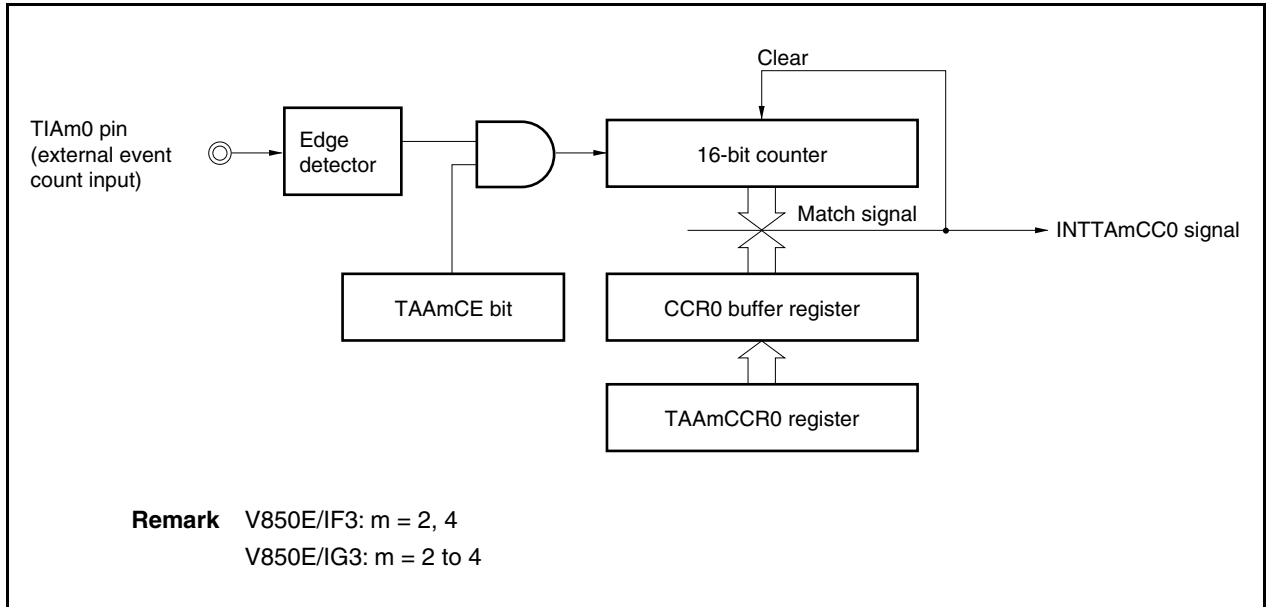 Clear
TIAm0 pin
(external event
count input)
Edge
detector
16-bit counter
Match signal
INTTAmCC0 signal
TAAmCE bit
CCR0 buffer register
TAAmCCR0 register
Remark V850E/IF3: m = 2, 4
V850E/IG3: m = 2 to 4